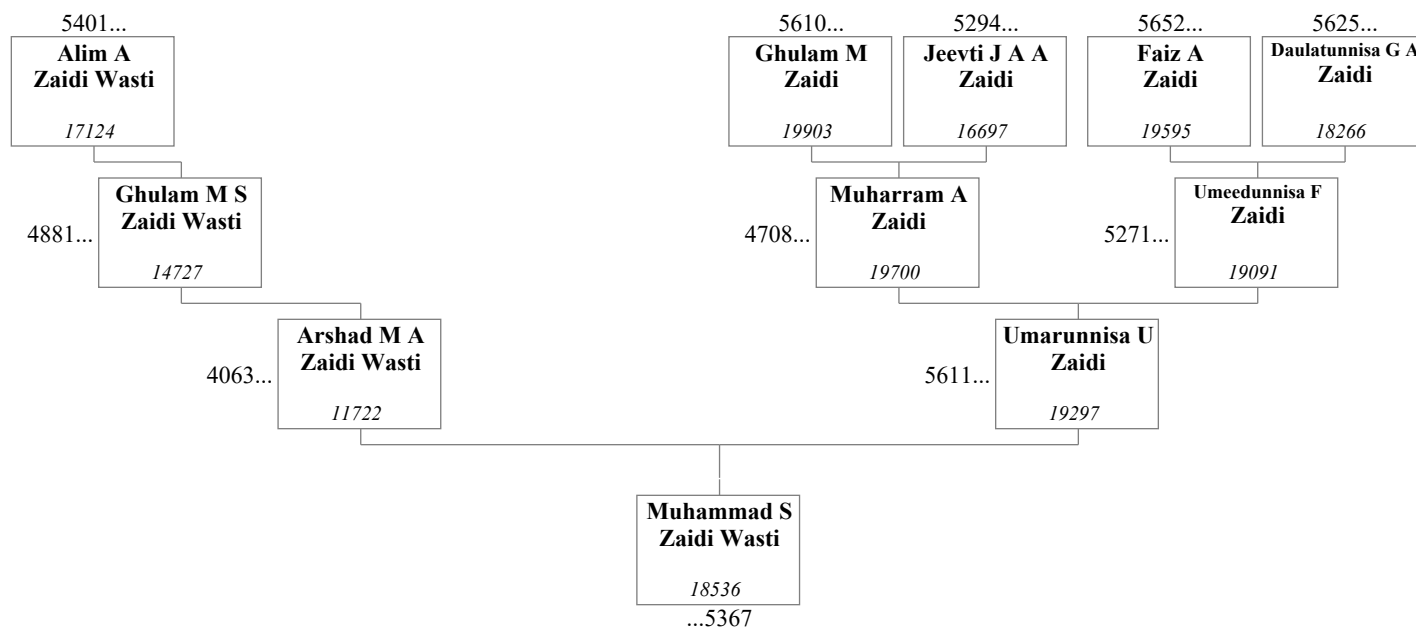 5401...
5610...
5294...
5652...
5625...
Alim A
Zaidi Wasti
17124
Ghulam M
Zaidi
19903
Jeevti J A A
Zaidi
16697
Faiz A
Zaidi
19595
Daulatunnisa G A
Zaidi
18266
4881...
Ghulam M S
Zaidi Wasti
14727
4708...
Muharram A
Zaidi
19700
5271...
Umeedunnisa F
Zaidi
19091
4063...
Arshad M A
Zaidi Wasti
11722
5611...
Umarunnisa U
Zaidi
19297
Muhammad S
Zaidi Wasti
18536
...5367